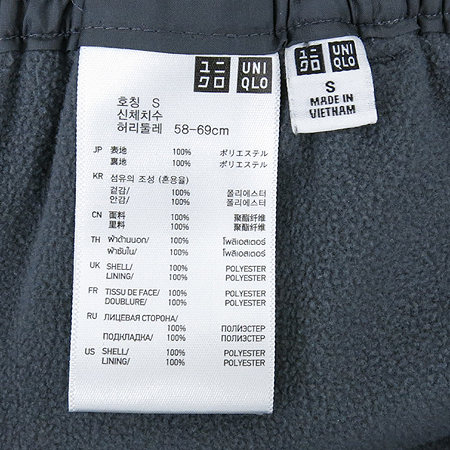 ユニ UNI
クロ QLO
호칭 S
신체치수
허리둘레 58-69cm
JP 表地 100% ポリエステル
裏地 100% ポリエステル
KR 섬유의 조성 (혼용율)
겉감/ 100% 폴리에스터
안감/ 100% 폴리에스터
CN 面料 100% 聚酯纤维
里料 100% 聚酯纤维
TH ผ้าด้านนอก/ 100% โพลิเอสเตอร์
ผ้าซับใน/ 100% โพลิเอสเตอร์
UK SHELL/ 100% POLYESTER
LINING/ 100% POLYESTER
FR TISSU DE FACE/ 100% POLYESTER
DOUBLURE/ 100% POLYESTER
RU ЛИЦЕВАЯ СТОРОНА/
100% ПОЛИЭСТЕР
ПОДКЛАДКА/ 100% ПОЛИЭСТЕР
US SHELL/ 100% POLYESTER
LINING/ 100% POLYESTER
ユニ UNI
クロ QLO
S
MADE IN
VIETNAM